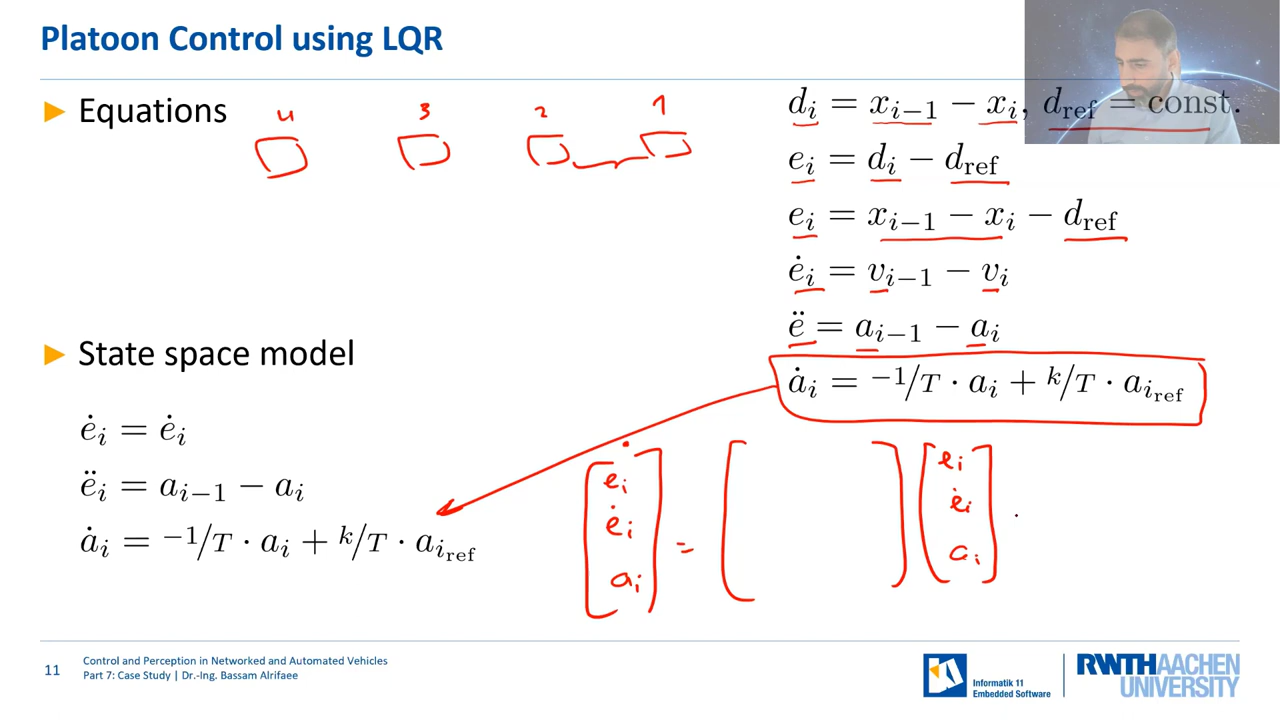 Platoon Control using LQR
► Equations
4 3 2 1
d_i = x_{i−1} − x_i, d_ref = const.
e_i = d_i − d_ref
e_i = x_{i−1} − x_i − d_ref
ė_i = v_{i−1} − v_i
ë = a_{i−1} − a_i
ȧ_i = −1/T · a_i + k/T · a_{i_ref}
► State space model
ė_i = ė_i
ë_i = a_{i−1} − a_i
ȧ_i = −1/T · a_i + k/T · a_{i_ref}
e_i
ė_i
a_i
=
e_i
ė_i
a_i
11
Control and Perception in Networked and Automated Vehicles
Part 7: Case Study | Dr.-Ing. Bassam Alrifaee
Informatik 11
Embedded Software
RWTHAACHEN
UNIVERSITY